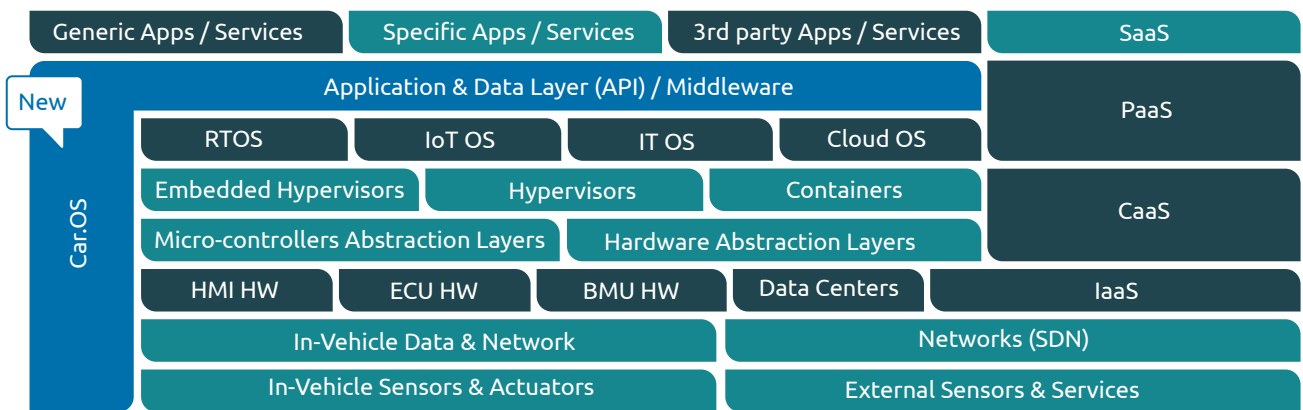 Generic Apps / Services
Specific Apps / Services
3rd party Apps / Services
SaaS
New
Application & Data Layer (API) / Middleware
PaaS
RTOS
IoT OS
IT OS
Cloud OS
Car.OS
Embedded Hypervisors
Hypervisors
Containers
CaaS
Micro-controllers Abstraction Layers
Hardware Abstraction Layers
HMI HW
ECU HW
BMU HW
Data Centers
IaaS
In-Vehicle Data & Network
Networks (SDN)
In-Vehicle Sensors & Actuators
External Sensors & Services